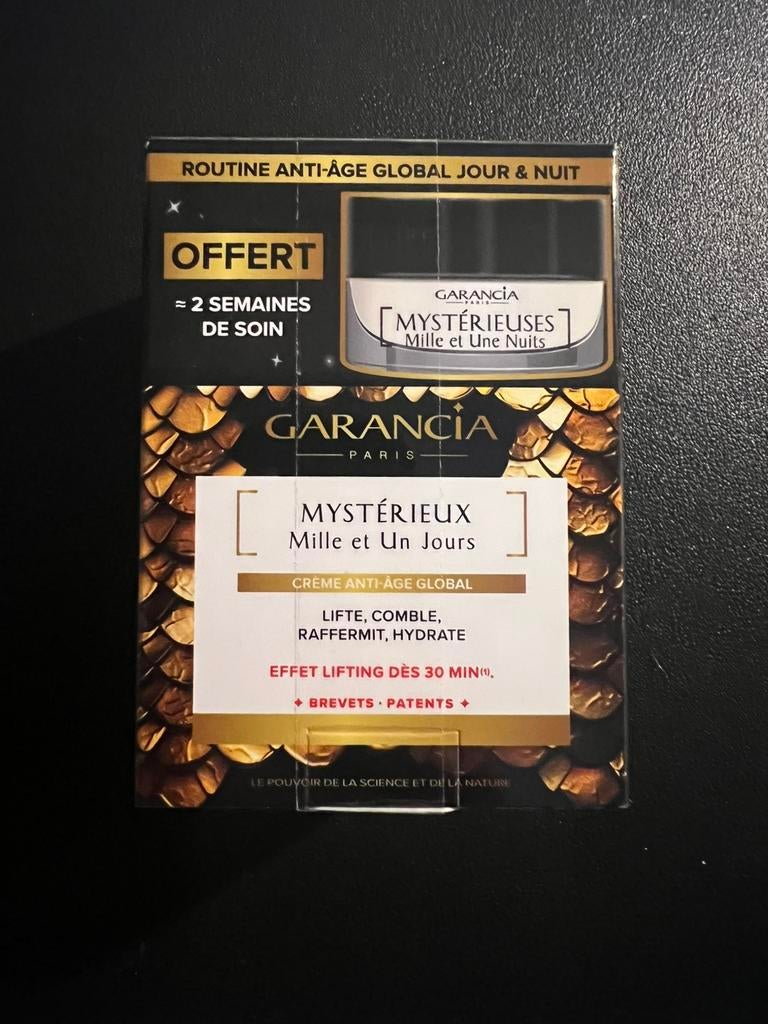 ROUTINE ANTI-ÂGE GLOBAL JOUR & NUIT
OFFERT
≈ 2 SEMAINES
DE SOIN
GARANCIA
PARIS
[MYSTÉRIEUSES]
Mille et Une Nuits
GARANCIA
PARIS
[MYSTÉRIEUX
Mille et Un Jours]
CRÈME ANTI-ÂGE GLOBAL
LIFTE, COMBLE,
RAFFERMIT, HYDRATE
EFFET LIFTING DÈS 30 MIN⁽¹⁾.
✦ BREVETS · PATENTS ✦
LE POUVOIR DE LA SCIENCE ET DE LA NATURE